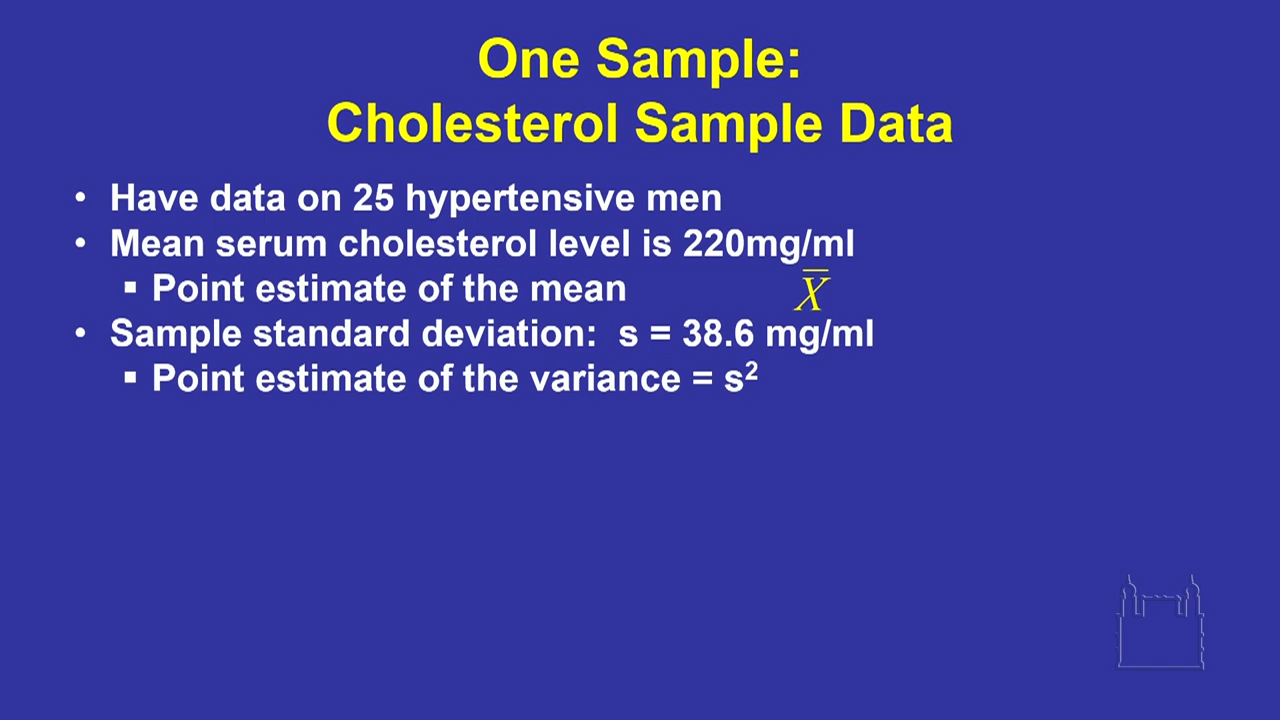 One Sample:
Cholesterol Sample Data
• Have data on 25 hypertensive men
• Mean serum cholesterol level is 220mg/ml
▪ Point estimate of the mean X̅
• Sample standard deviation:  s = 38.6 mg/ml
▪ Point estimate of the variance = s²